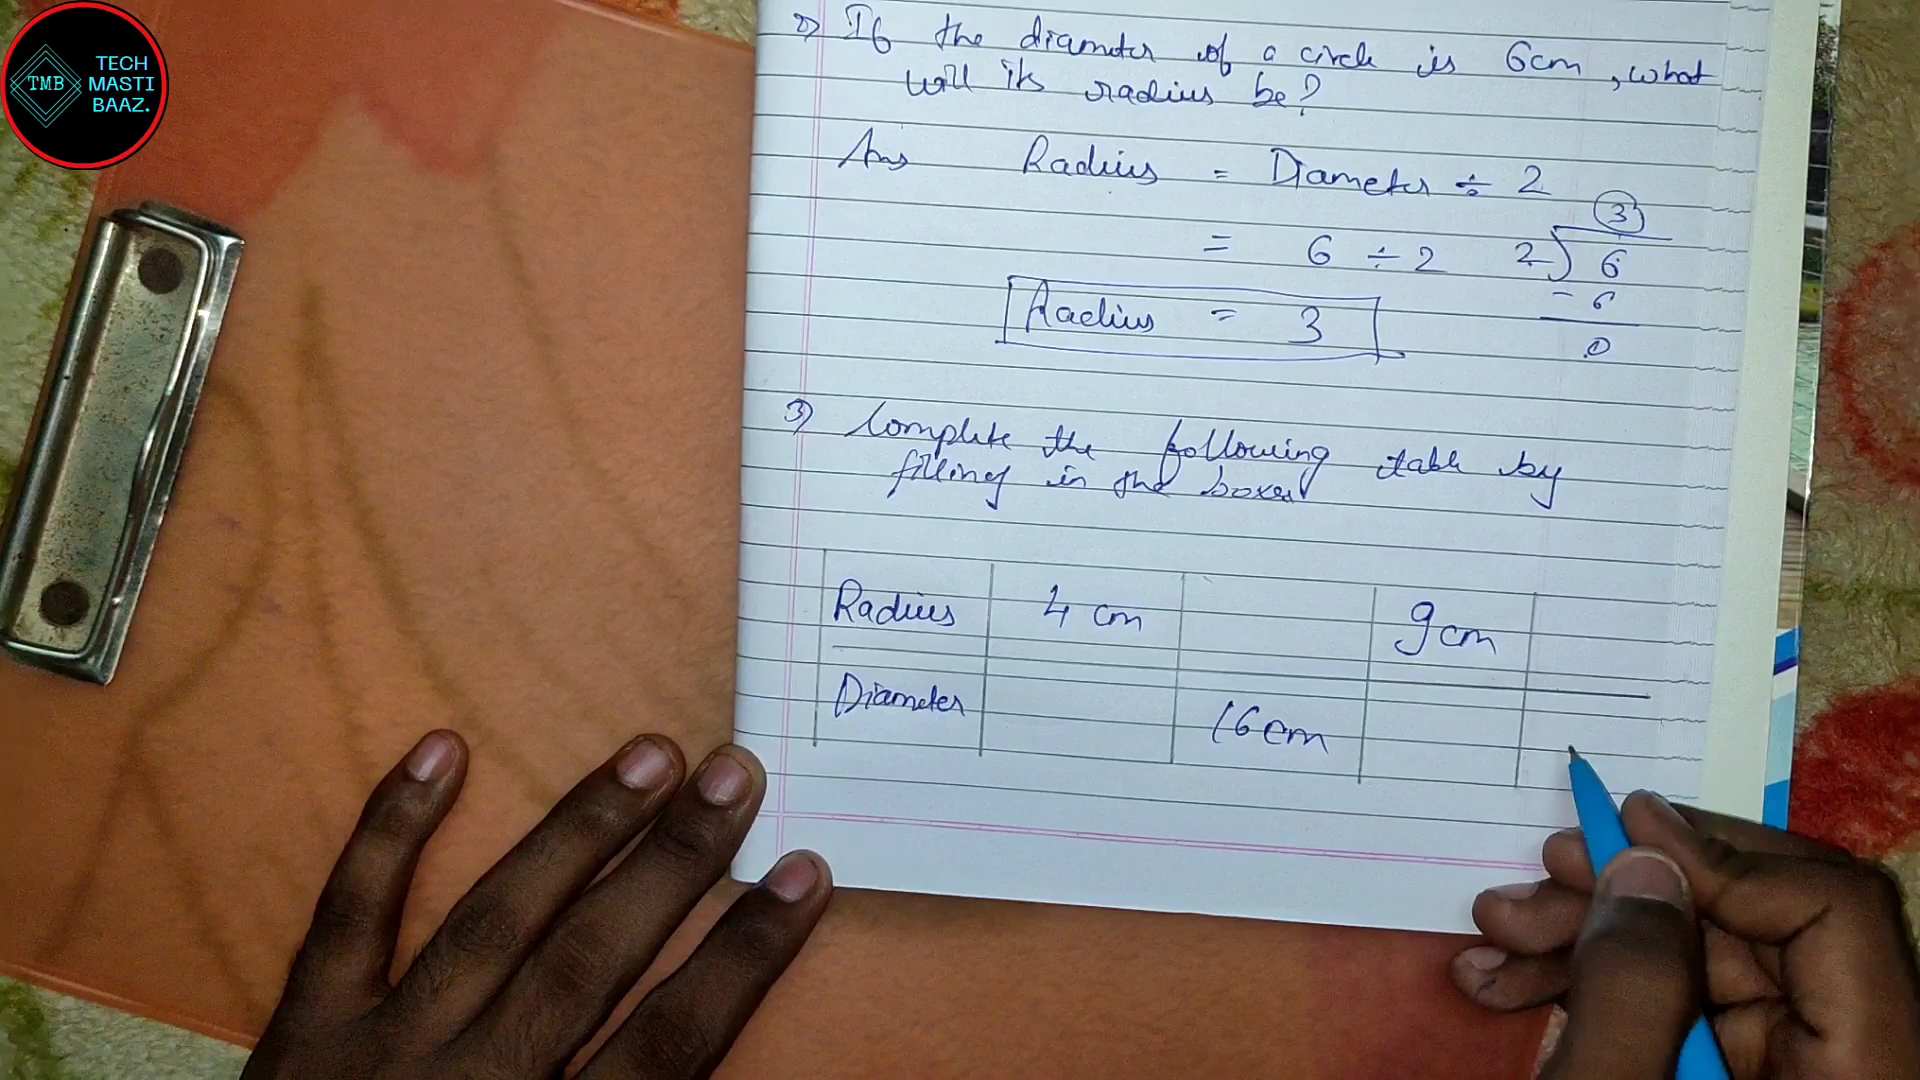 TMB
TECH
MASTI
BAAZ.
2) If the diameter of a circle is 6cm, what
will its radius be?
Ans Radius = Diameter ÷ 2
= 6 ÷ 2
3
2) 6
- 6
0
Radius = 3
3) Complete the following table by
filling in the boxes
Radius 4 cm 9 cm
Diameter 16 cm